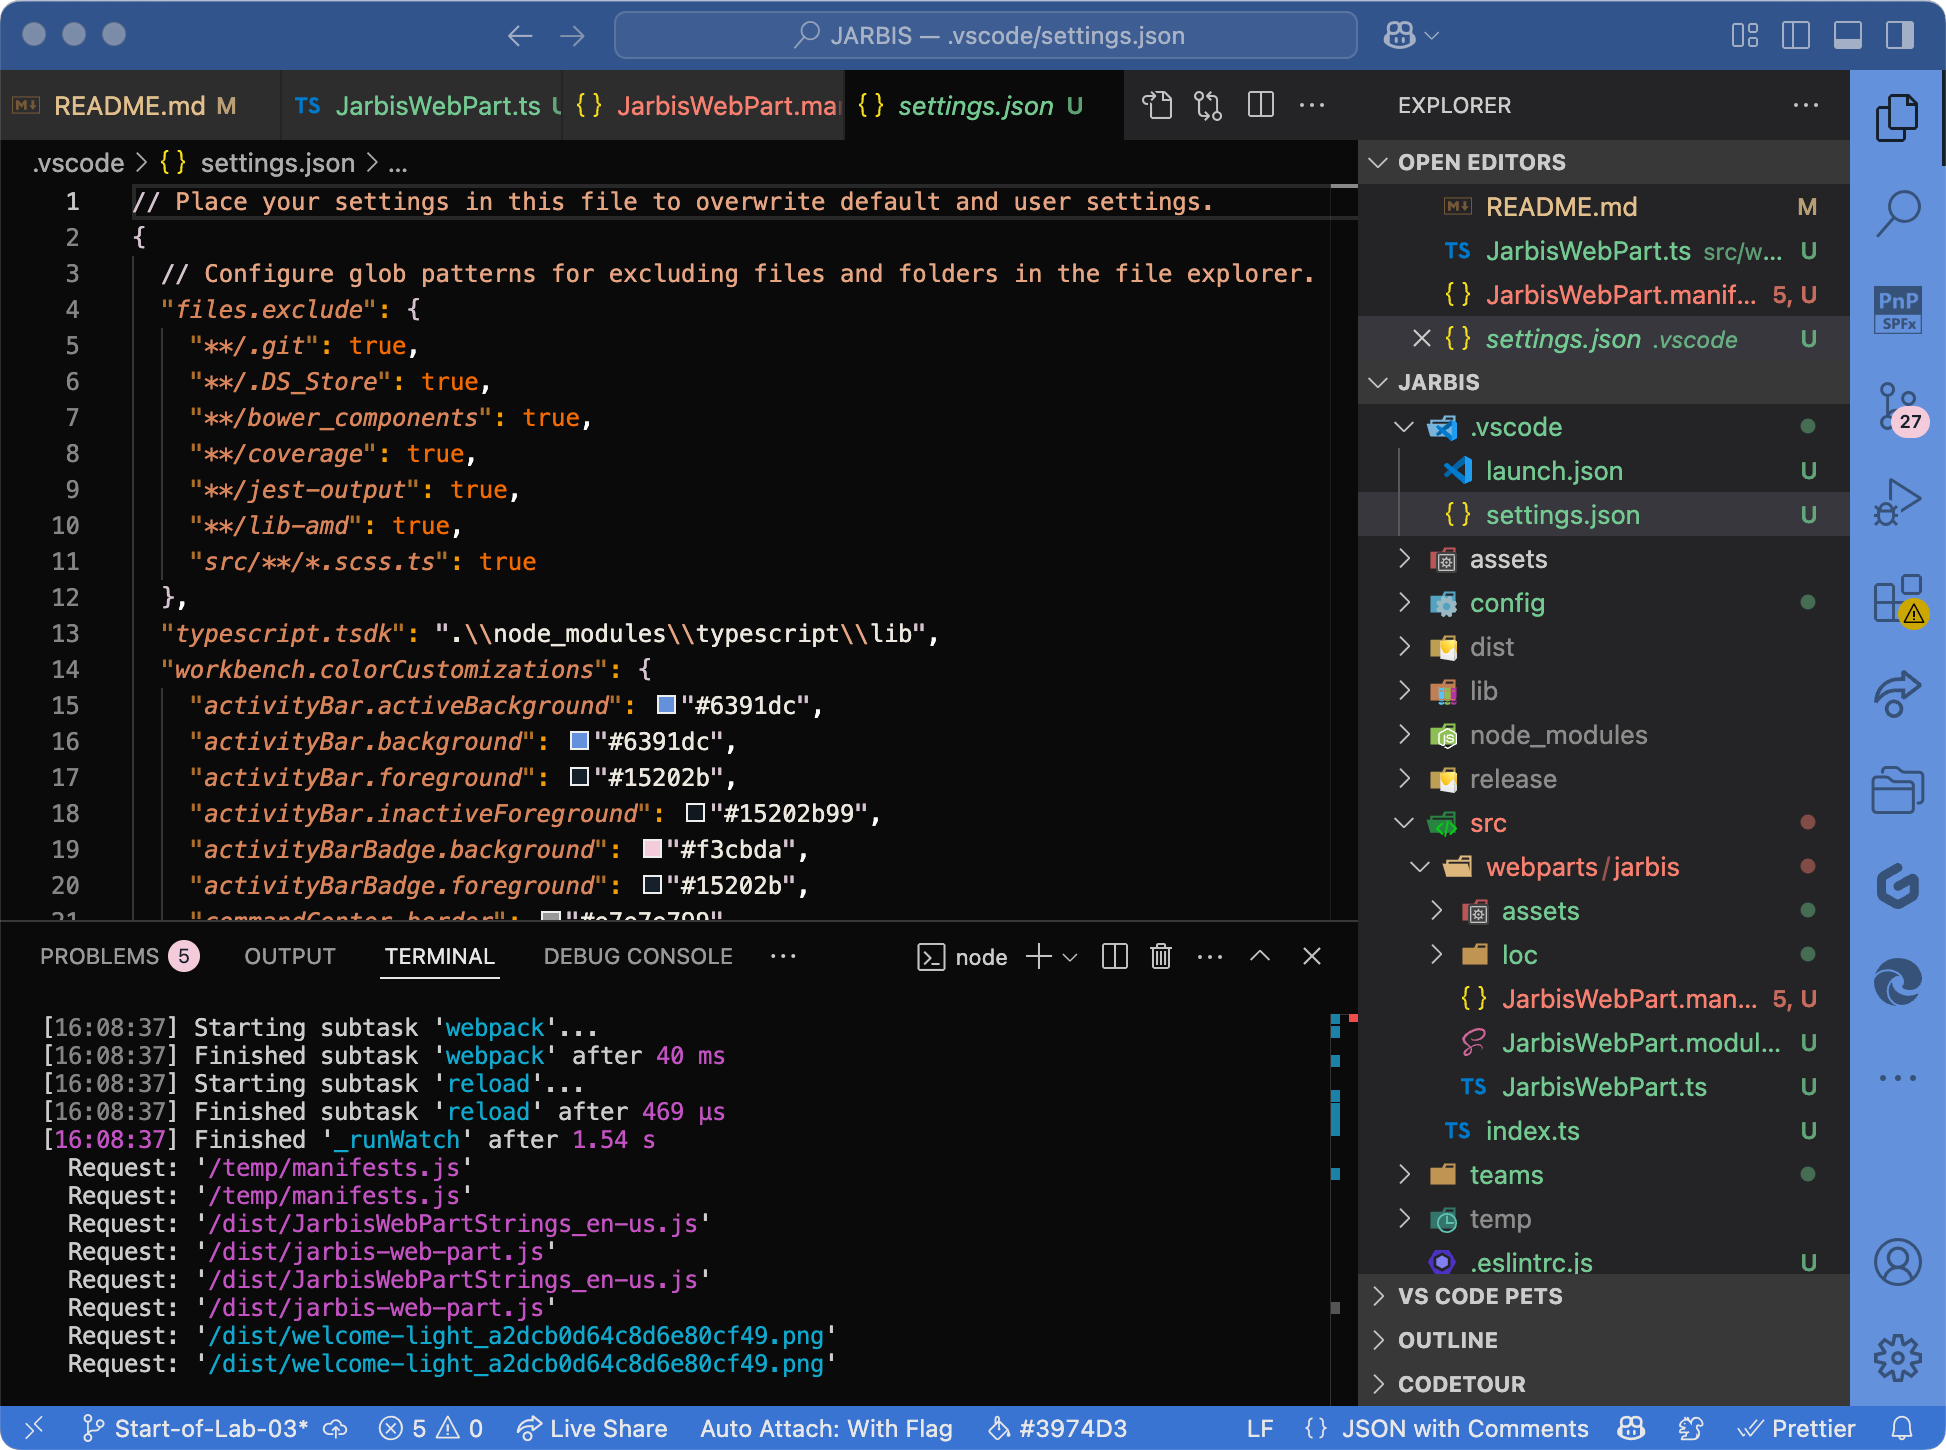 JARBIS — .vscode/settings.json
README.md M
JarbisWebPart.ts U
JarbisWebPart.ma
settings.json U
.vscode > {} settings.json > ...
1 // Place your settings in this file to overwrite default and user settings.
2 {
3 // Configure glob patterns for excluding files and folders in the file explorer.
4 "files.exclude": {
5 "**/.git": true,
6 "**/.DS_Store": true,
7 "**/bower_components": true,
8 "**/coverage": true,
9 "**/jest-output": true,
10 "**/lib-amd": true,
11 "src/**/*.scss.ts": true
12 },
13 "typescript.tsdk": ".\\node_modules\\typescript\\lib",
14 "workbench.colorCustomizations": {
15 "activityBar.activeBackground": "#6391dc",
16 "activityBar.background": "#6391dc",
17 "activityBar.foreground": "#15202b",
18 "activityBar.inactiveForeground": "#15202b99",
19 "activityBarBadge.background": "#f3cbda",
20 "activityBarBadge.foreground": "#15202b",
21 "commandCenter.border": "#e7e7e799"
PROBLEMS 5 OUTPUT TERMINAL DEBUG CONSOLE ...
node
[16:08:37] Starting subtask 'webpack'...
[16:08:37] Finished subtask 'webpack' after 40 ms
[16:08:37] Starting subtask 'reload'...
[16:08:37] Finished subtask 'reload' after 469 μs
[16:08:37] Finished '_runWatch' after 1.54 s
Request: '/temp/manifests.js'
Request: '/temp/manifests.js'
Request: '/dist/JarbisWebPartStrings_en-us.js'
Request: '/dist/jarbis-web-part.js'
Request: '/dist/JarbisWebPartStrings_en-us.js'
Request: '/dist/jarbis-web-part.js'
Request: '/dist/welcome-light_a2dcb0d64c8d6e80cf49.png'
Request: '/dist/welcome-light_a2dcb0d64c8d6e80cf49.png'
EXPLORER
OPEN EDITORS
README.md M
JarbisWebPart.ts src/w... U
{} JarbisWebPart.manif... 5, U
{} settings.json .vscode U
JARBIS
.vscode
launch.json U
{} settings.json U
assets
config
dist
lib
node_modules
release
src
webparts/jarbis
assets
loc
{} JarbisWebPart.man... 5, U
JarbisWebPart.modul... U
TS JarbisWebPart.ts U
TS index.ts U
teams
temp
.eslintrc.js U
VS CODE PETS
OUTLINE
CODETOUR
PnP
SPFx
27
Start-of-Lab-03* 5 0 Live Share Auto Attach: With Flag #3974D3 LF {} JSON with Comments Prettier